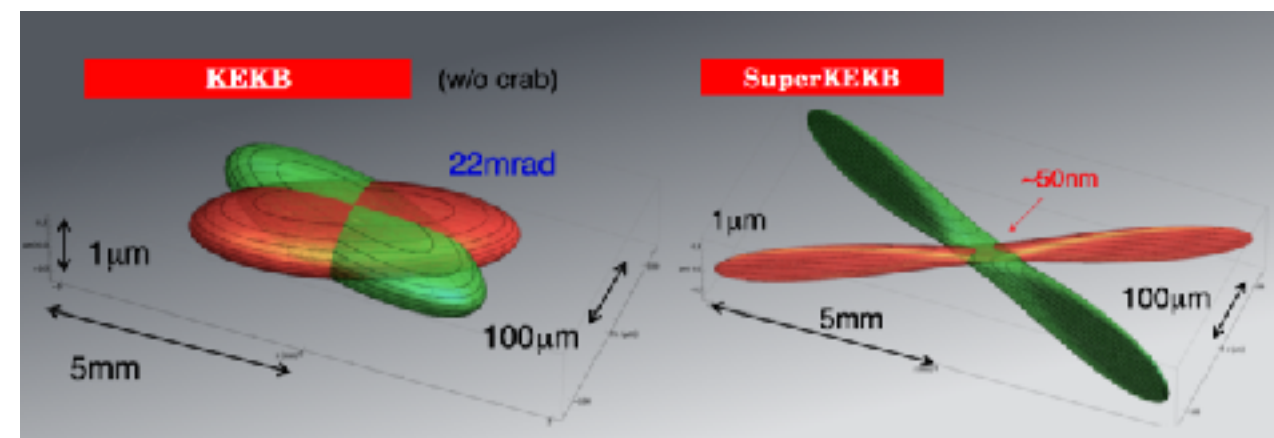 KEKB
(w/o crab)
22mrad
1μm
5mm
100μm
SuperKEKB
~50nm
1μm
5mm
100μm